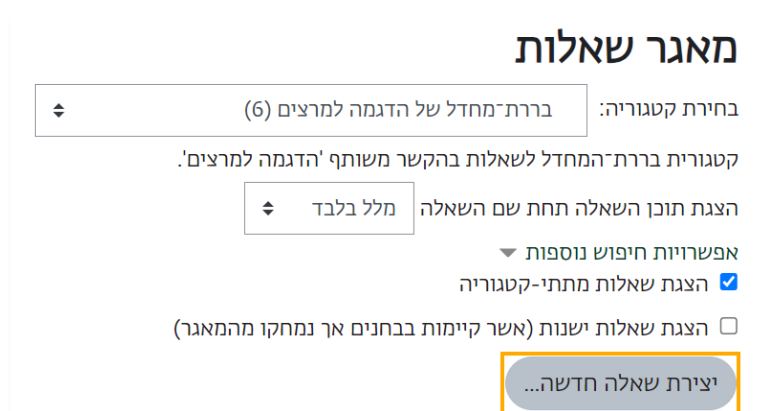 מאגר שאלות
בחירת קטגוריה: בררת־מחדל של הדגמה למרצים (6)
קטגורית בררת־המחדל לשאלות בהקשר משותף 'הדגמה למרצים'.
הצגת תוכן השאלה תחת שם השאלה מלל בלבד
אפשרויות חיפוש נוספות
הצגת שאלות מתתי-קטגוריה
הצגת שאלות ישנות (אשר קיימות בבחנים אך נמחקו מהמאגר)
יצירת שאלה חדשה...